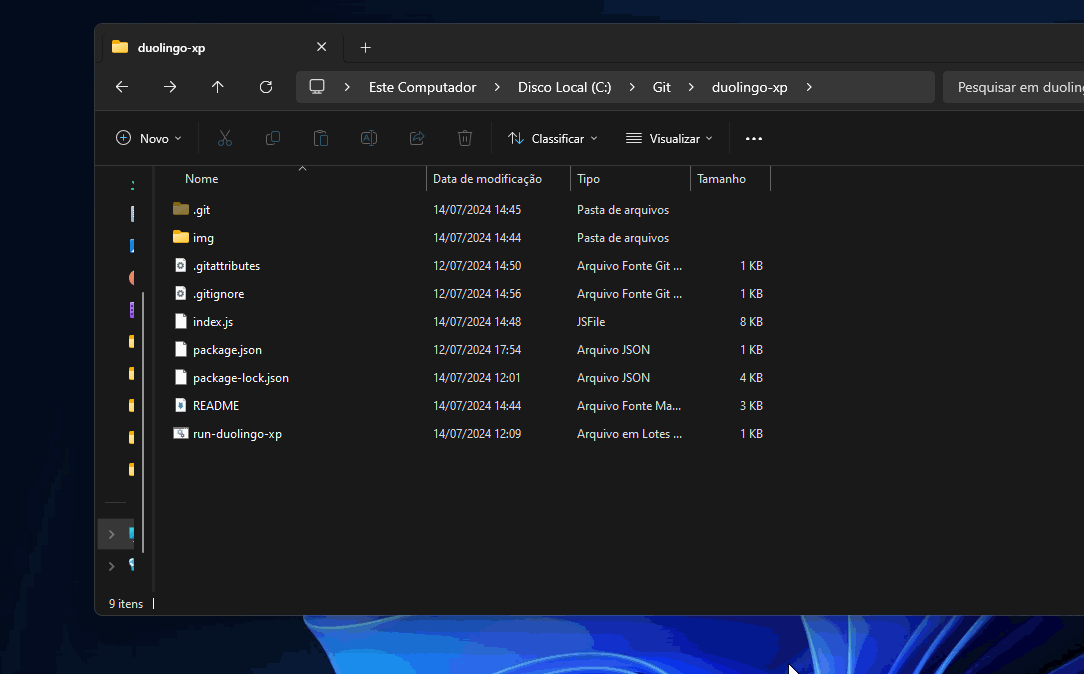 duolingo-xp
Este Computador Disco Local (C:) Git duolingo-xp
Pesquisar em duoling
Novo Classificar Visualizar
Nome Data de modificação Tipo Tamanho
.git 14/07/2024 14:45 Pasta de arquivos
img 14/07/2024 14:44 Pasta de arquivos
.gitattributes 12/07/2024 14:50 Arquivo Fonte Git ... 1 KB
.gitignore 12/07/2024 14:56 Arquivo Fonte Git ... 1 KB
index.js 14/07/2024 14:48 JSFile 8 KB
package.json 12/07/2024 17:54 Arquivo JSON 1 KB
package-lock.json 14/07/2024 12:01 Arquivo JSON 4 KB
README 14/07/2024 14:44 Arquivo Fonte Ma... 3 KB
run-duolingo-xp 14/07/2024 12:09 Arquivo em Lotes ... 1 KB
9 itens